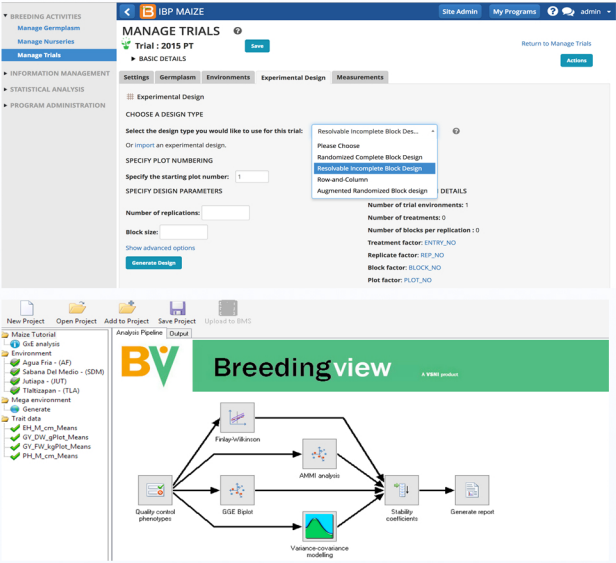 IBP MAIZE
Site Admin
My Programs
admin
BREEDING ACTIVITIES
Manage Germplasm
Manage Nurseries
Manage Trials
INFORMATION MANAGEMENT
STATISTICAL ANALYSIS
PROGRAM ADMINISTRATION
MANAGE TRIALS
Trial : 2015 PT
Save
Return to Manage Trials
BASIC DETAILS
Actions
Settings Germplasm Environments Experimental Design Measurements
Experimental Design
CHOOSE A DESIGN TYPE
Select the design type you would like to use for this trial:
Resolvable Incomplete Block Des...
Please Choose
Randomized Complete Block Design
Resolvable Incomplete Block Design
Row-and-Column
Augmented Randomized Block design
Or import an experimental design.
SPECIFY PLOT NUMBERING
Specify the starting plot number: 1
SPECIFY DESIGN PARAMETERS
Number of replications:
Block size:
Show advanced options
Generate Design
DETAILS
Number of trial environments: 1
Number of treatments: 0
Number of blocks per replication : 0
Treatment factor: ENTRY_NO
Replicate factor: REP_NO
Block factor: BLOCK_NO
Plot factor: PLOT_NO
New Project Open Project Add to Project Save Project Upload to BMS
Maize Tutorial
GxE analysis
Environment
Agua Fria - (AF)
Sabana Del Medio - (SDM)
Jutiapa - (JUT)
Tlaltizapan - (TLA)
Mega environment
Generate
Trait data
EH_M_cm_Means
GY_DW_gPlot_Means
GY_FW_kgPlot_Means
PH_M_cm_Means
Analysis Pipeline Output
BV
Breedingview
A VSNi product
Finlay-Wilkinson
AMMI analysis
Quality control
phenotypes
GGE Biplot
Stability
coefficients
Generate report
Variance-covariance
modelling